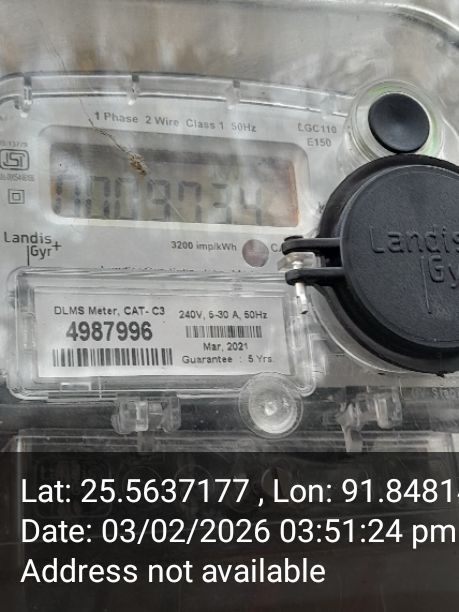 1 Phase 2 Wire Class 1 50Hz
LGC110
E150
0003734
3200 imp/kWh
Landis
Gyr+
Landis
Gyr
DLMS Meter, CAT- C3
4987996
240V, 5-30 A, 50Hz
Mar, 2021
Guarantee : 5 Yrs.
Lat: 25.5637177 , Lon: 91.8481
Date: 03/02/2026 03:51:24 pm
Address not available